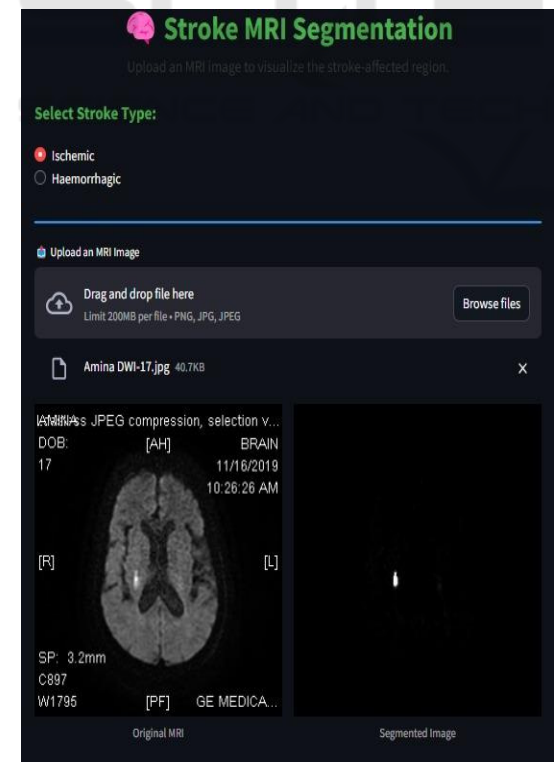 Stroke MRI Segmentation
Upload an MRI image to visualize the stroke-affected region.
Select Stroke Type:
Ischemic
Haemorrhagic
Upload an MRI Image
Drag and drop file here
Limit 200MB per file • PNG, JPG, JPEG
Browse files
Amina DWI-17.jpg 40.7KB
JPEG compression, selection v...
DOB: [AH] BRAIN
17 11/16/2019
10:26:26 AM
[R] [L]
SP: 3.2mm
C897
W1795 [PF] GE MEDICA...
Original MRI
Segmented Image